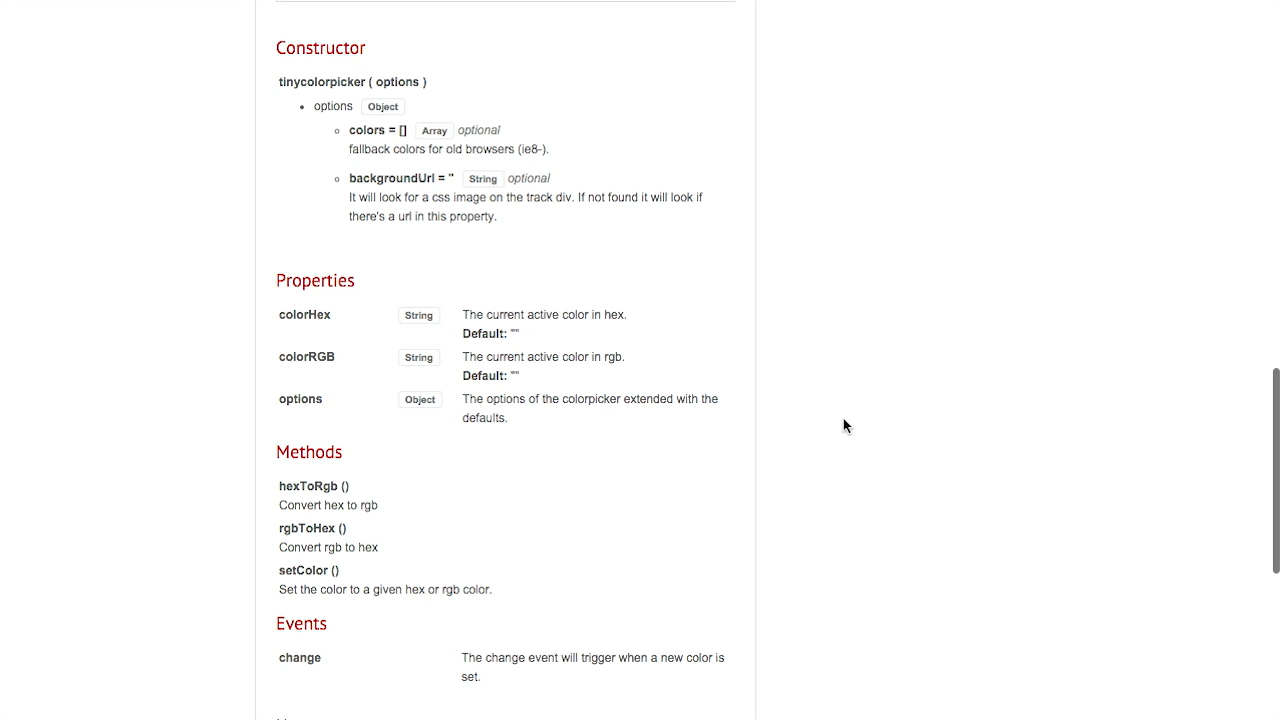 Constructor
tinycolorpicker ( options )
options Object
colors = [] Array optional
fallback colors for old browsers (ie8-).
backgroundUrl = '' String optional
It will look for a css image on the track div. If not found it will look if
there's a url in this property.
Properties
colorHex String The current active color in hex.
Default: ""
colorRGB String The current active color in rgb.
Default: ""
options Object The options of the colorpicker extended with the
defaults.
Methods
hexToRgb ()
Convert hex to rgb
rgbToHex ()
Convert rgb to hex
setColor ()
Set the color to a given hex or rgb color.
Events
change The change event will trigger when a new color is
set.